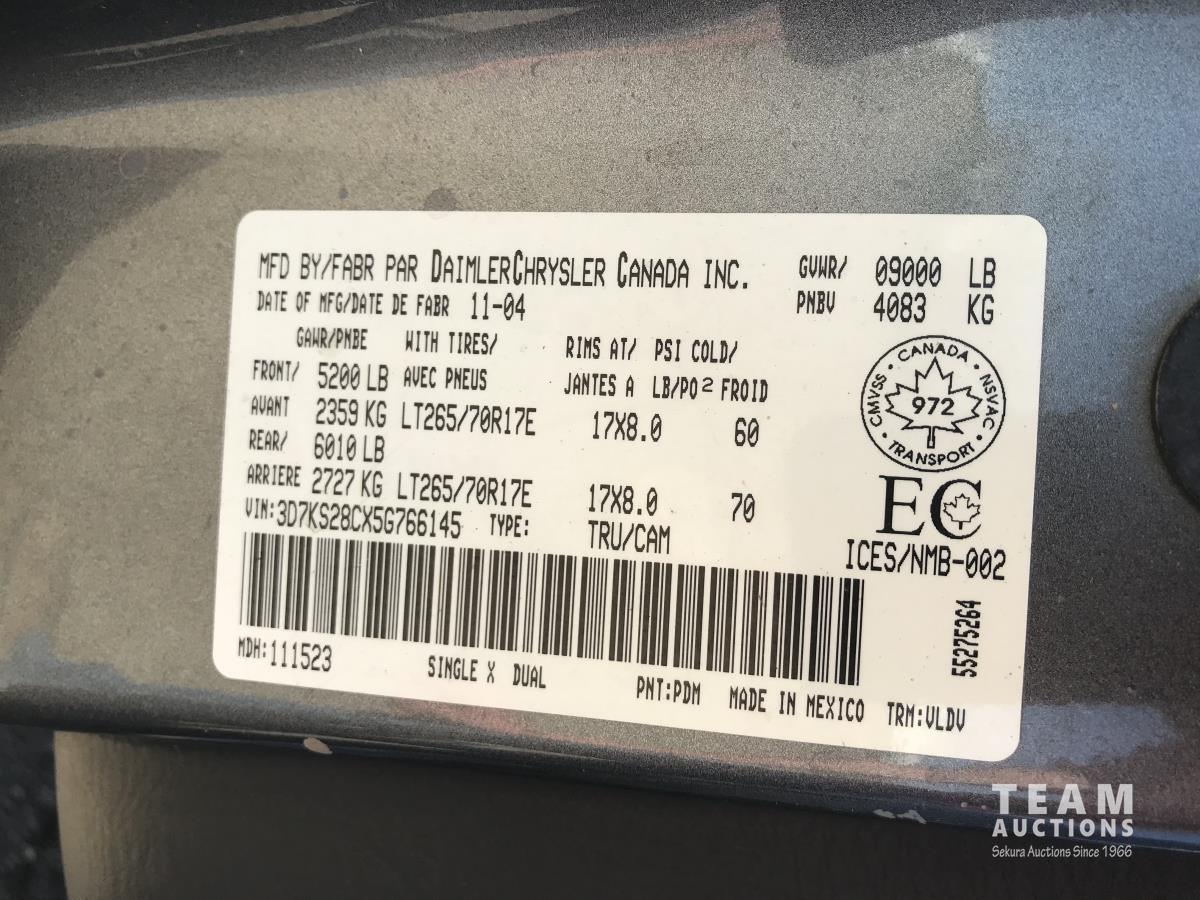 MFD BY/FABR PAR DAIMLERCHRYSLER CANADA INC.
GVWR/ 09000 LB
DATE OF MFG/DATE DE FABR 11-04
PNBV 4083 KG
GAWR/PNBE WITH TIRES/ RIMS AT/ PSI COLD/
FRONT/ 5200 LB AVEC PNEUS JANTES A LB/PO2 FROID
AVANT 2359 KG LT265/70R17E 17X8.0 60
REAR/ 6010 LB
ARRIERE 2727 KG LT265/70R17E 17X8.0 70
VIN: 3D7KS28CX5G766145 TYPE: TRU/CAM
CANADA
CMVSS 972 NSVAC
TRANSPORT
EC
ICES/NMB-002
55275264
MDH: 111523 SINGLE X DUAL PNT:PDM MADE IN MEXICO TRM:VLDV
TEAM
AUCTIONS
Sekura Auctions Since 1966